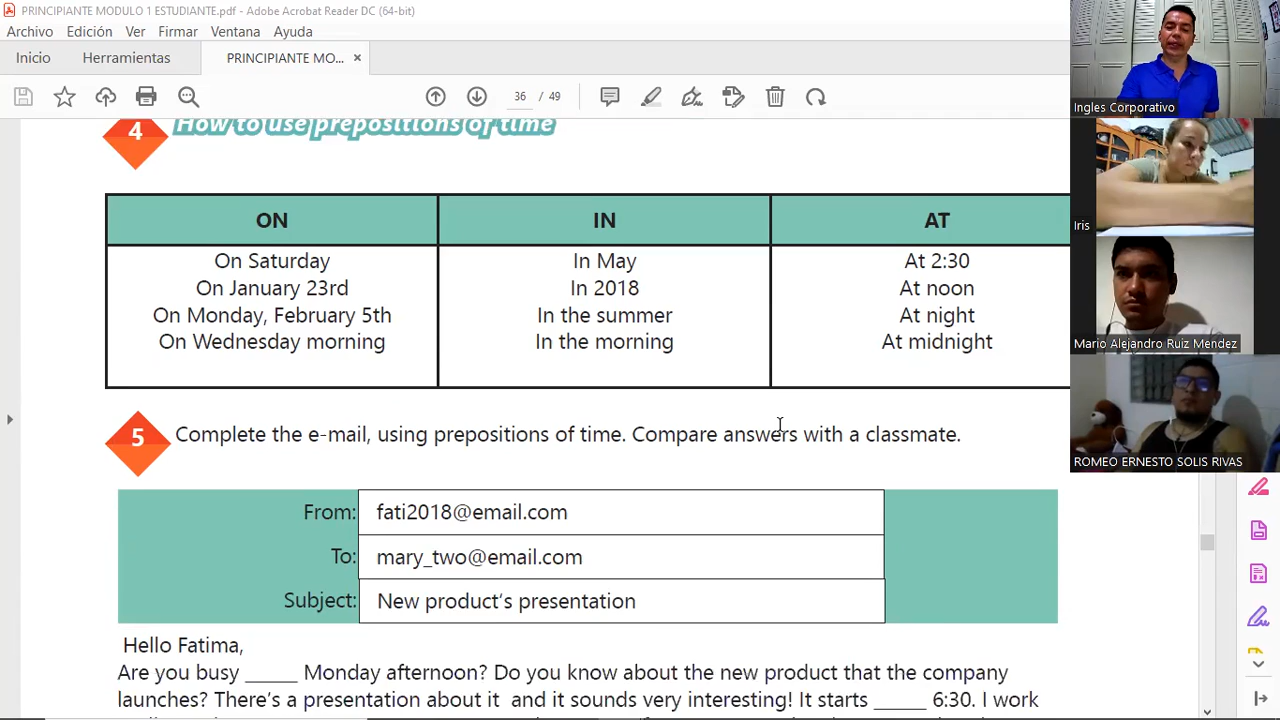 PRINCIPIANTE MODULO 1 ESTUDIANTE.pdf - Adobe Acrobat Reader DC (64-bit)
Archivo Edición Ver Firmar Ventana Ayuda
Inicio Herramientas PRINCIPIANTE MO... ×
36 / 49
4 How to use prepositions of time
ON IN AT
On Saturday In May At 2:30
On January 23rd In 2018 At noon
On Monday, February 5th In the summer At night
On Wednesday morning In the morning At midnight
5 Complete the e-mail, using prepositions of time. Compare answers with a classmate.
From: fati2018@email.com
To: mary_two@email.com
Subject: New product's presentation
Hello Fatima,
Are you busy _____ Monday afternoon? Do you know about the new product that the company
launches? There's a presentation about it and it sounds very interesting! It starts _____ 6:30. I work
Ingles Corporativo
Iris
Mario Alejandro Ruiz Mendez
ROMEO ERNESTO SOLIS RIVAS